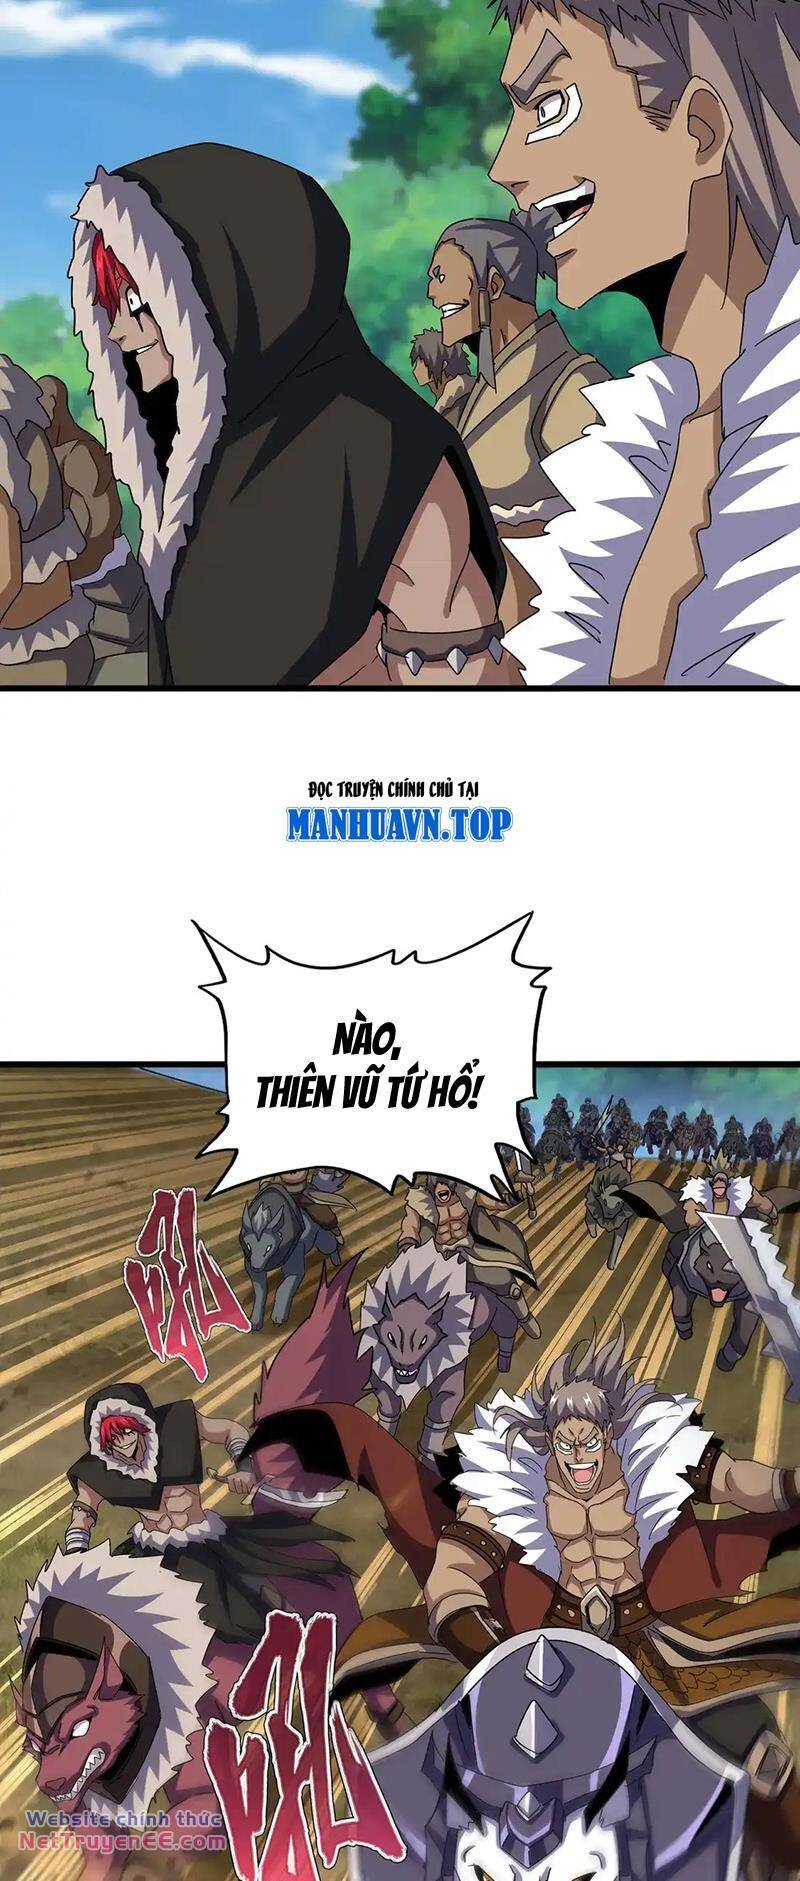 ĐỌC TRUYỆN CHÍNH CHỦ TẠI
MANHUAVN.TOP
NÀO,
THIÊN VŨ TỨ HỔ!
Website chính thức
NetTruyenEE.com